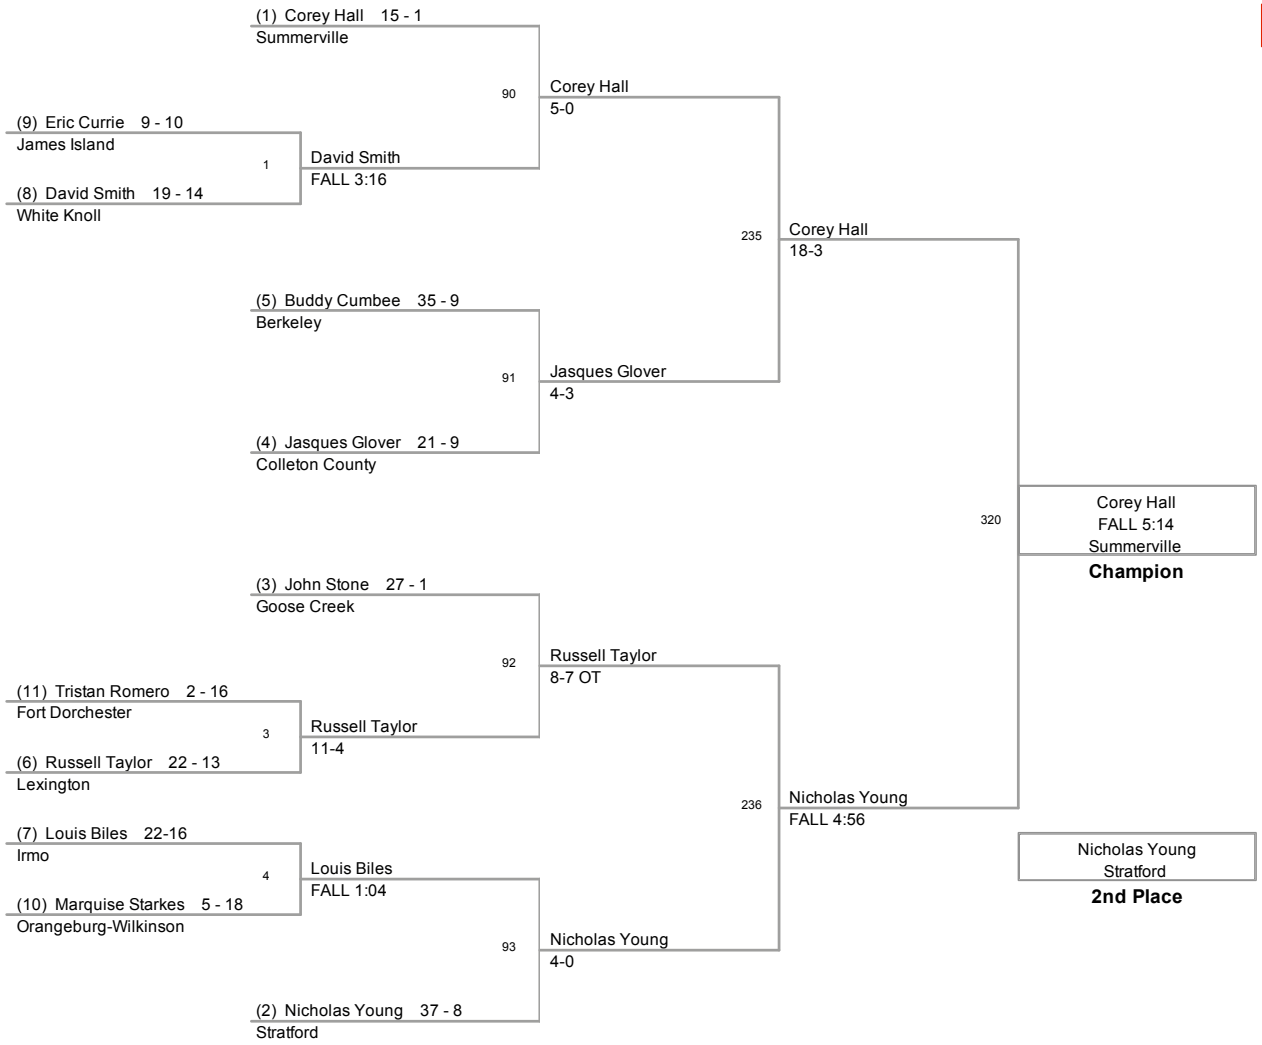 (1) Corey Hall 15 - 1
Summerville
90
Corey Hall
5-0
(9) Eric Currie 9 - 10
James Island
1
David Smith
FALL 3:16
(8) David Smith 19 - 14
White Knoll
235
Corey Hall
18-3
(5) Buddy Cumbee 35 - 9
Berkeley
91
Jasques Glover
4-3
(4) Jasques Glover 21 - 9
Colleton County
320
Corey Hall
FALL 5:14
Summerville
Champion
(3) John Stone 27 - 1
Goose Creek
92
Russell Taylor
8-7 OT
(11) Tristan Romero 2 - 16
Fort Dorchester
3
Russell Taylor
11-4
(6) Russell Taylor 22 - 13
Lexington
236
Nicholas Young
FALL 4:56
(7) Louis Biles 22-16
Irmo
4
Louis Biles
FALL 1:04
(10) Marquise Starkes 5 - 18
Orangeburg-Wilkinson
Nicholas Young
Stratford
2nd Place
93
Nicholas Young
4-0
(2) Nicholas Young 37 - 8
Stratford